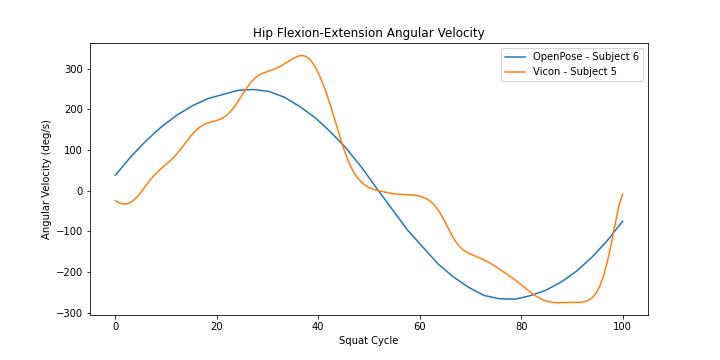 Hip Flexion-Extension Angular Velocity
OpenPose - Subject 6
Vicon - Subject 5
Angular Velocity (deg/s)
300
200
100
0
−100
−200
−300
0 20 40 60 80 100
Squat Cycle